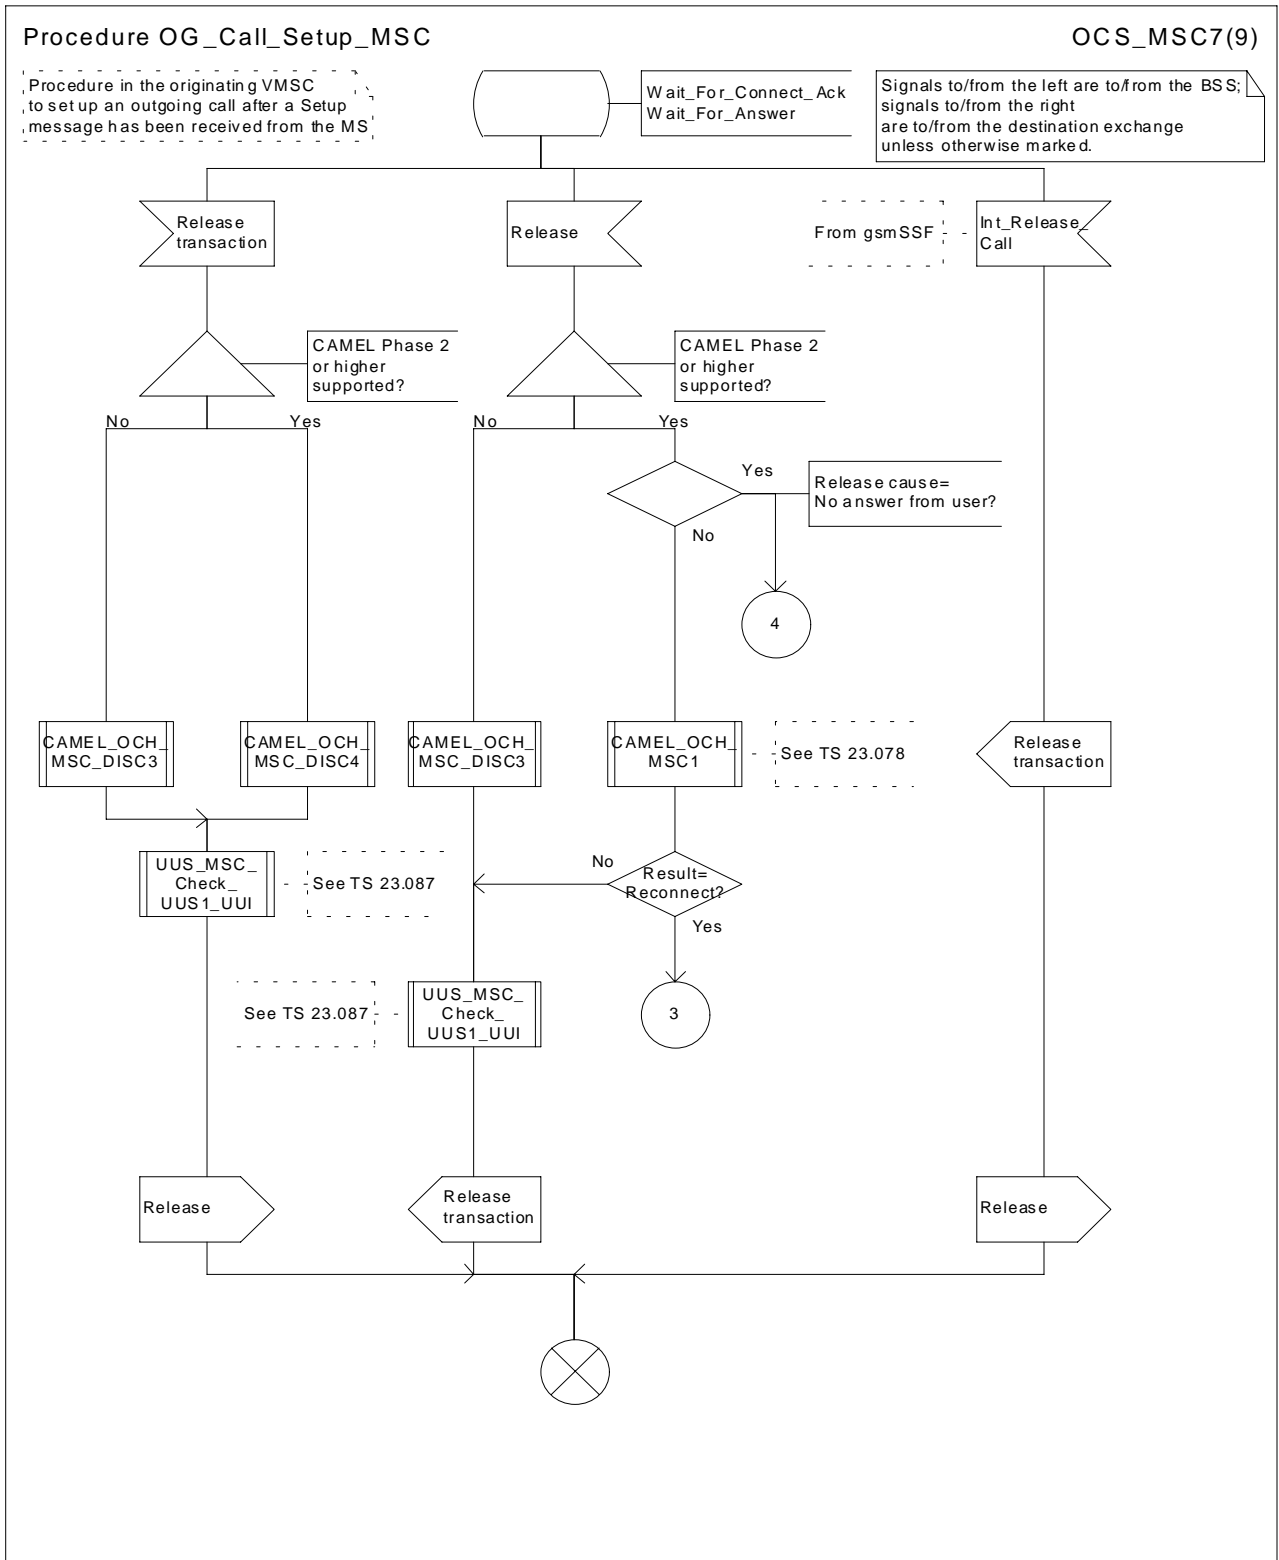 Procedure OG_Call_Setup_MSC
OCS_MSC7(9)
Procedure in the originating VMSC
to set up an outgoing call after a Setup
message has been received from the MS
Wait_For_Connect_Ack
Wait_For_Answer
Signals to/from the left are to/from the BSS;
signals to/from the right
are to/from the destination exchange
unless otherwise marked.
Release
transaction
Release
From gsmSSF
Int_Release_
Call
CAMEL Phase 2
or higher
supported?
CAMEL Phase 2
or higher
supported?
No
Yes
No
Yes
Yes
Release cause=
No answer from user?
No
4
CAMEL_OCH_
MSC_DISC3
CAMEL_OCH_
MSC_DISC4
CAMEL_OCH_
MSC_DISC3
CAMEL_OCH_
MSC1
See TS 23.078
Release
transaction
UUS_MSC_
Check_
UUS1_UUI
See TS 23.087
No
Result=
Reconnect?
Yes
See TS 23.087
UUS_MSC_
Check_
UUS1_UUI
3
Release
Release
transaction
Release